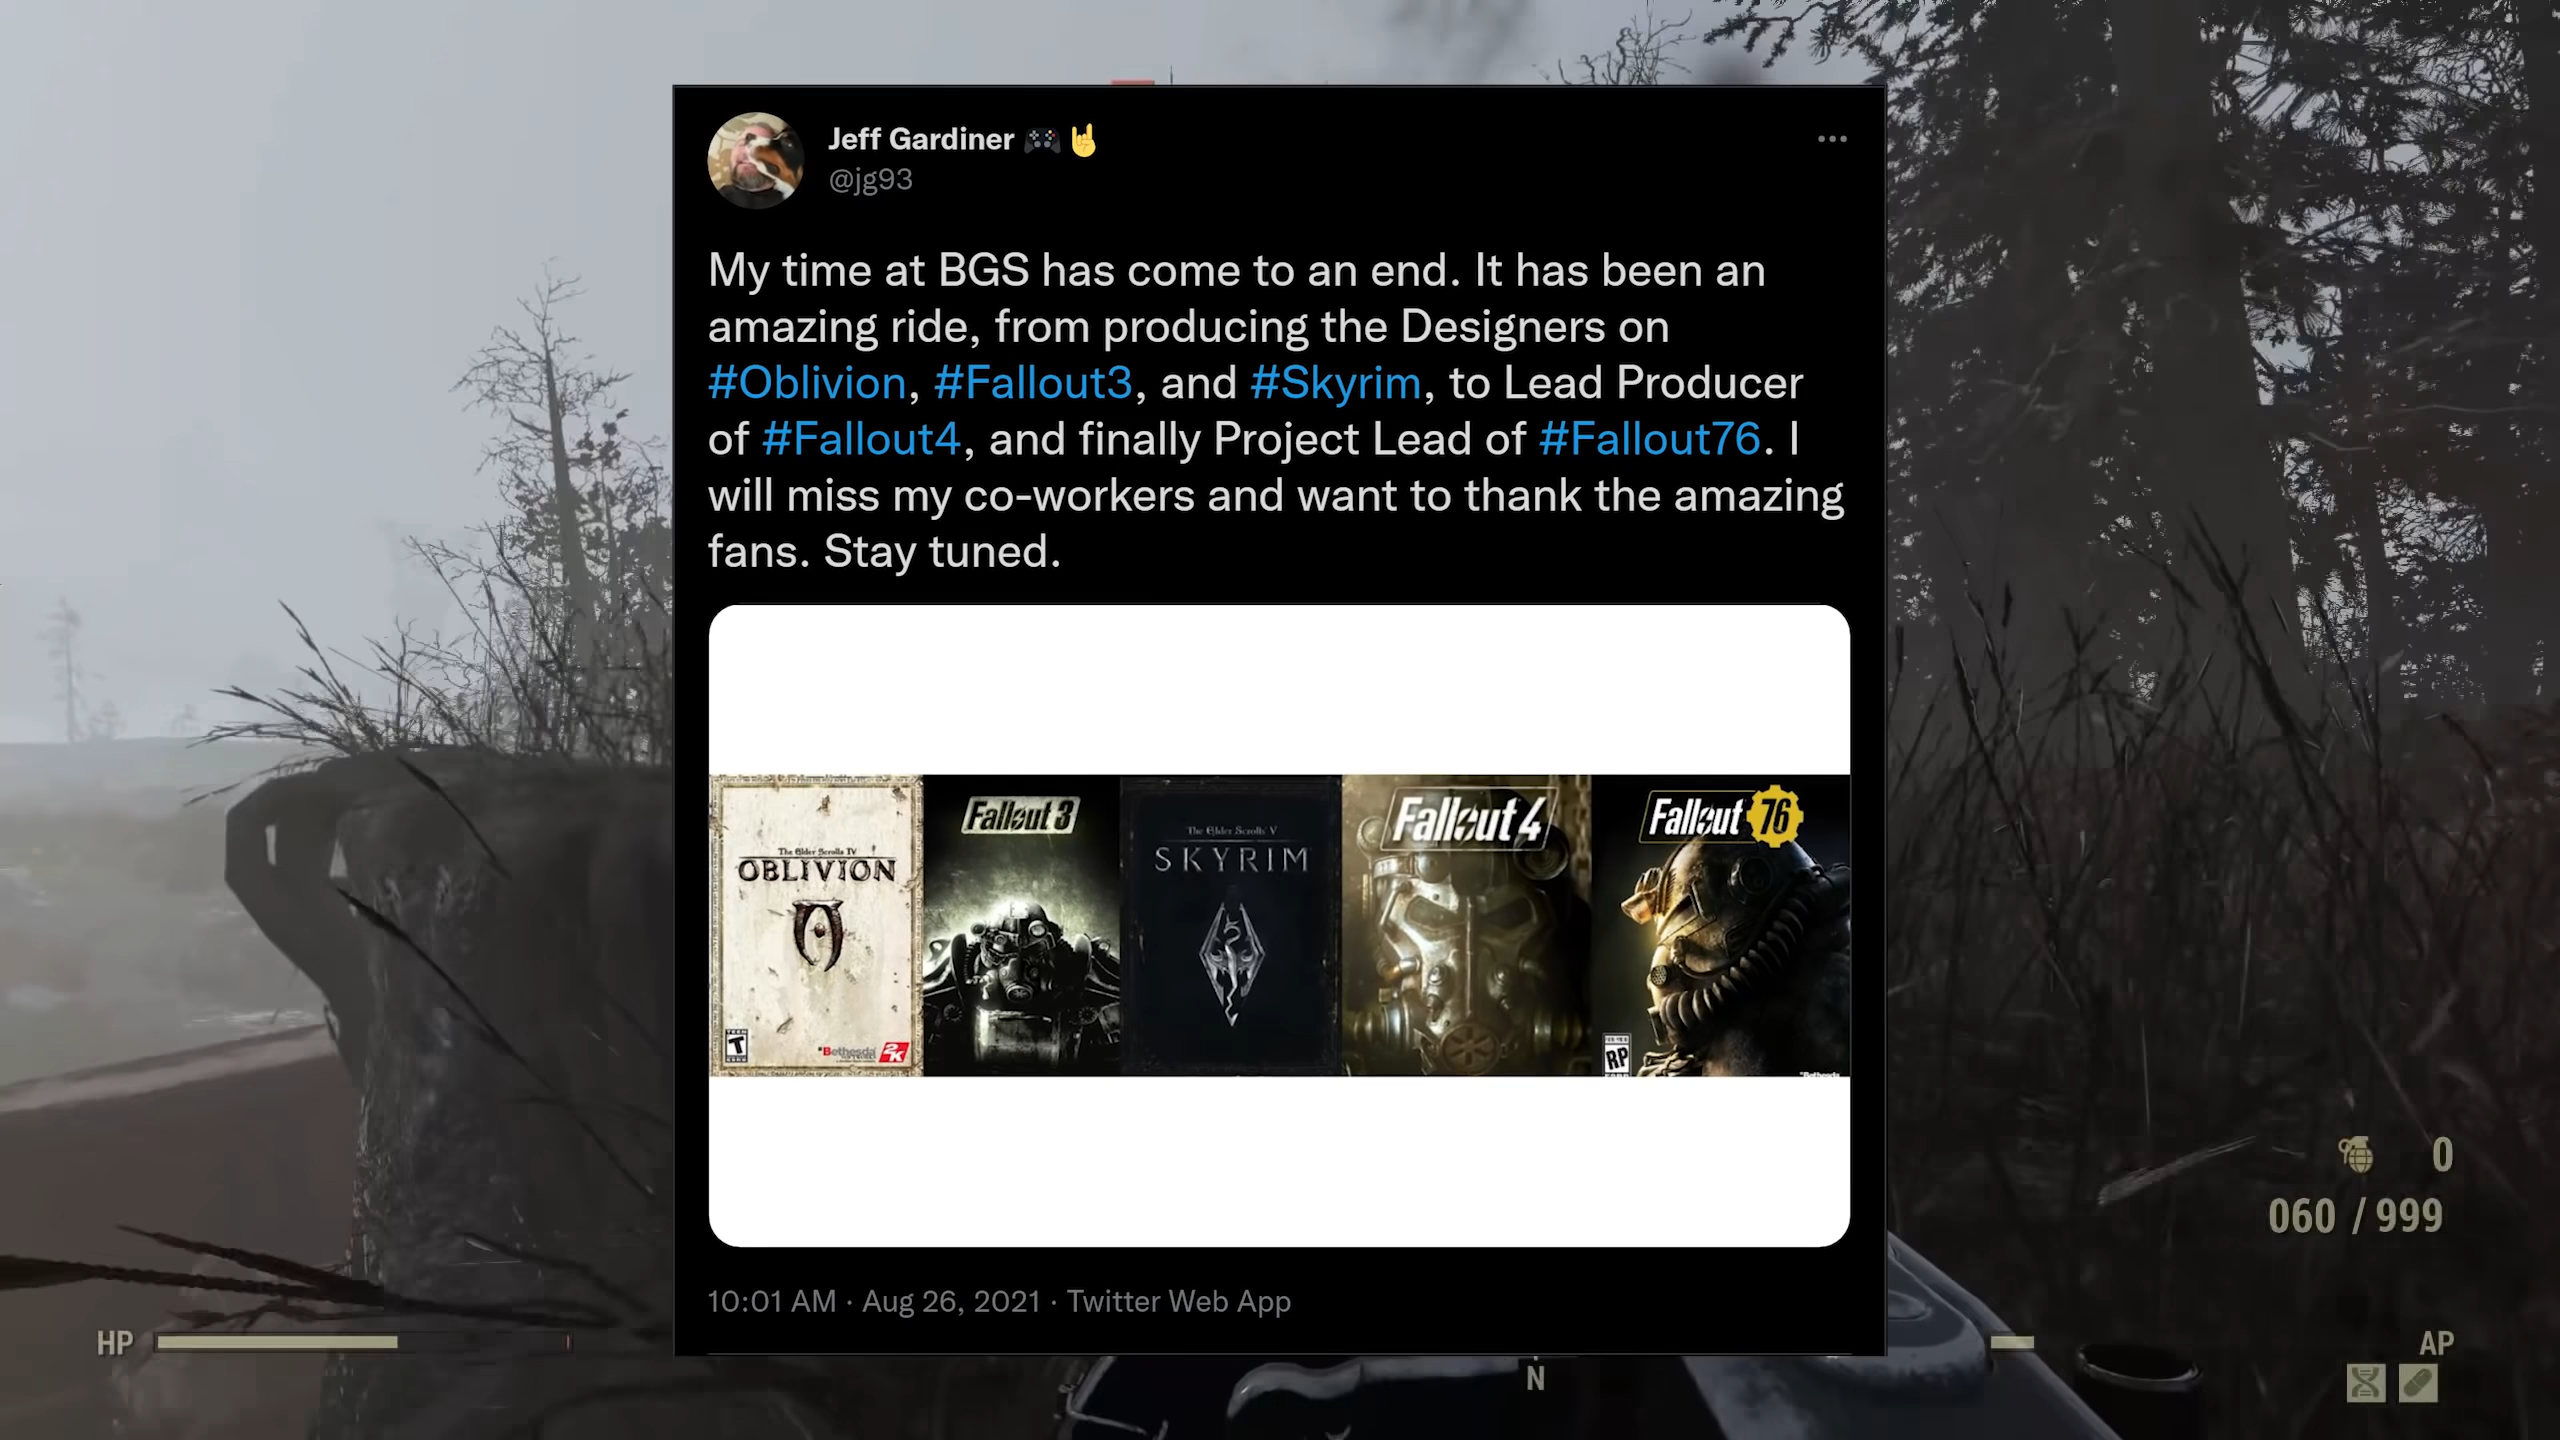 Jeff Gardiner 🎮🤘
@jg93
My time at BGS has come to an end. It has been an
amazing ride, from producing the Designers on
#Oblivion, #Fallout3, and #Skyrim, to Lead Producer
of #Fallout4, and finally Project Lead of #Fallout76. I
will miss my co-workers and want to thank the amazing
fans. Stay tuned.
The Elder Scrolls IV
OBLIVION
T
Bethesda
2K
Fallout 3
The Elder Scrolls V
SKYRIM
Fallout 4
Fallout 76
RP
Bethesda
10:01 AM · Aug 26, 2021 · Twitter Web App
0
060 / 999
HP
N
AP